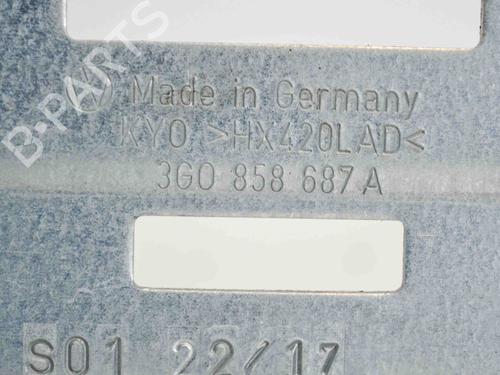 B-PARTS
Made in Germany
KYO >HX420LAD<
3G0 858 687 A
S01 22/17